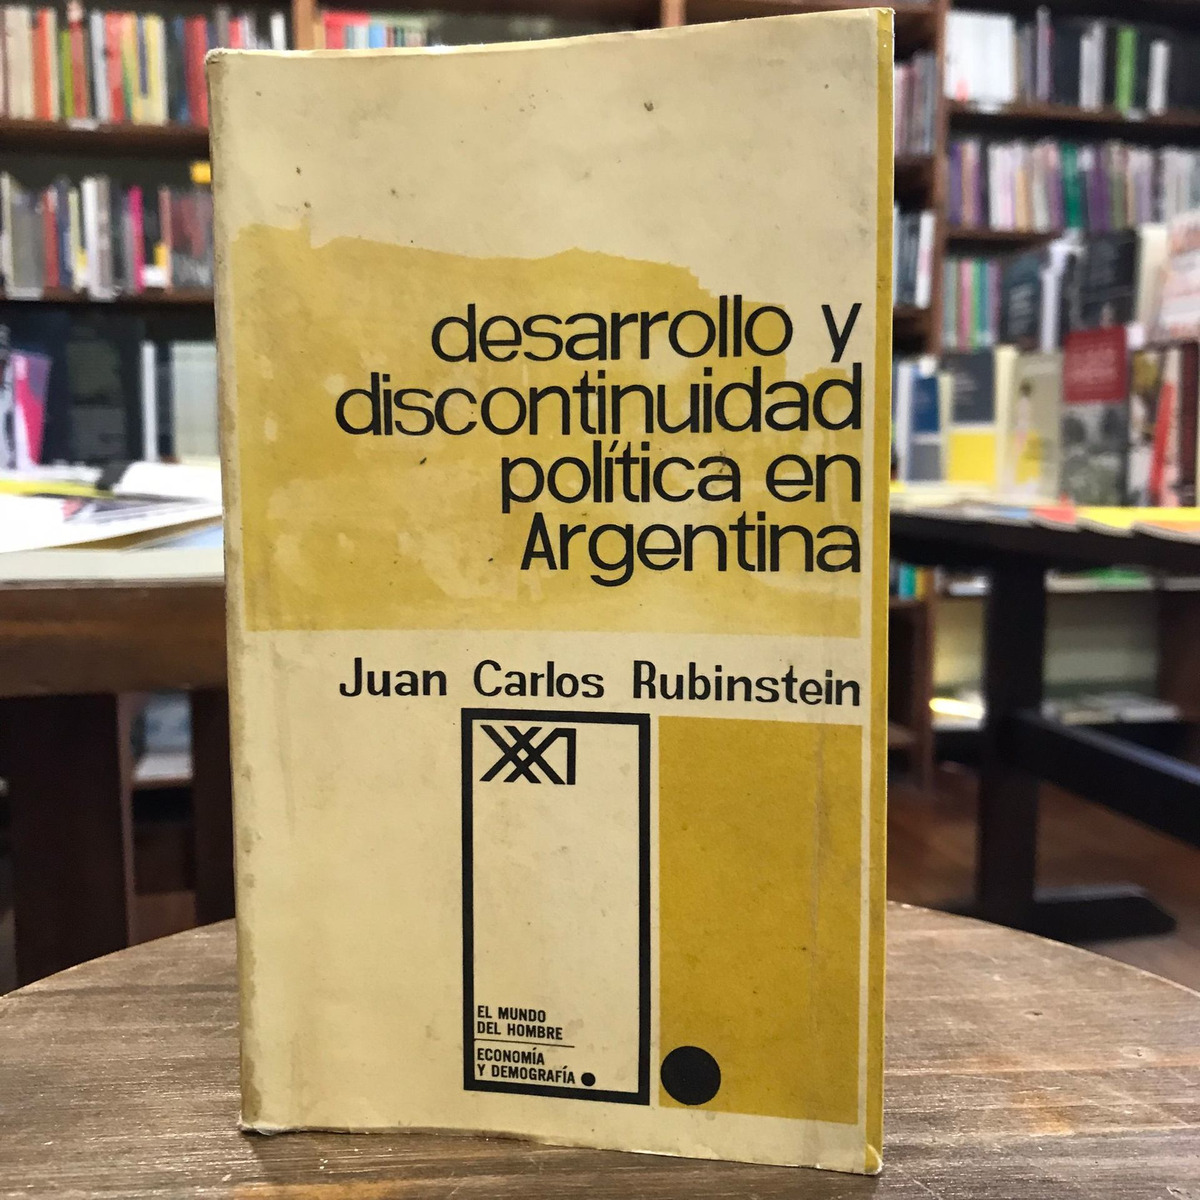 desarrollo y
discontinuidad
política en
Argentina
Juan Carlos Rubinstein
XXI
EL MUNDO
DEL HOMBRE
ECONOMÍA
Y DEMOGRAFÍA